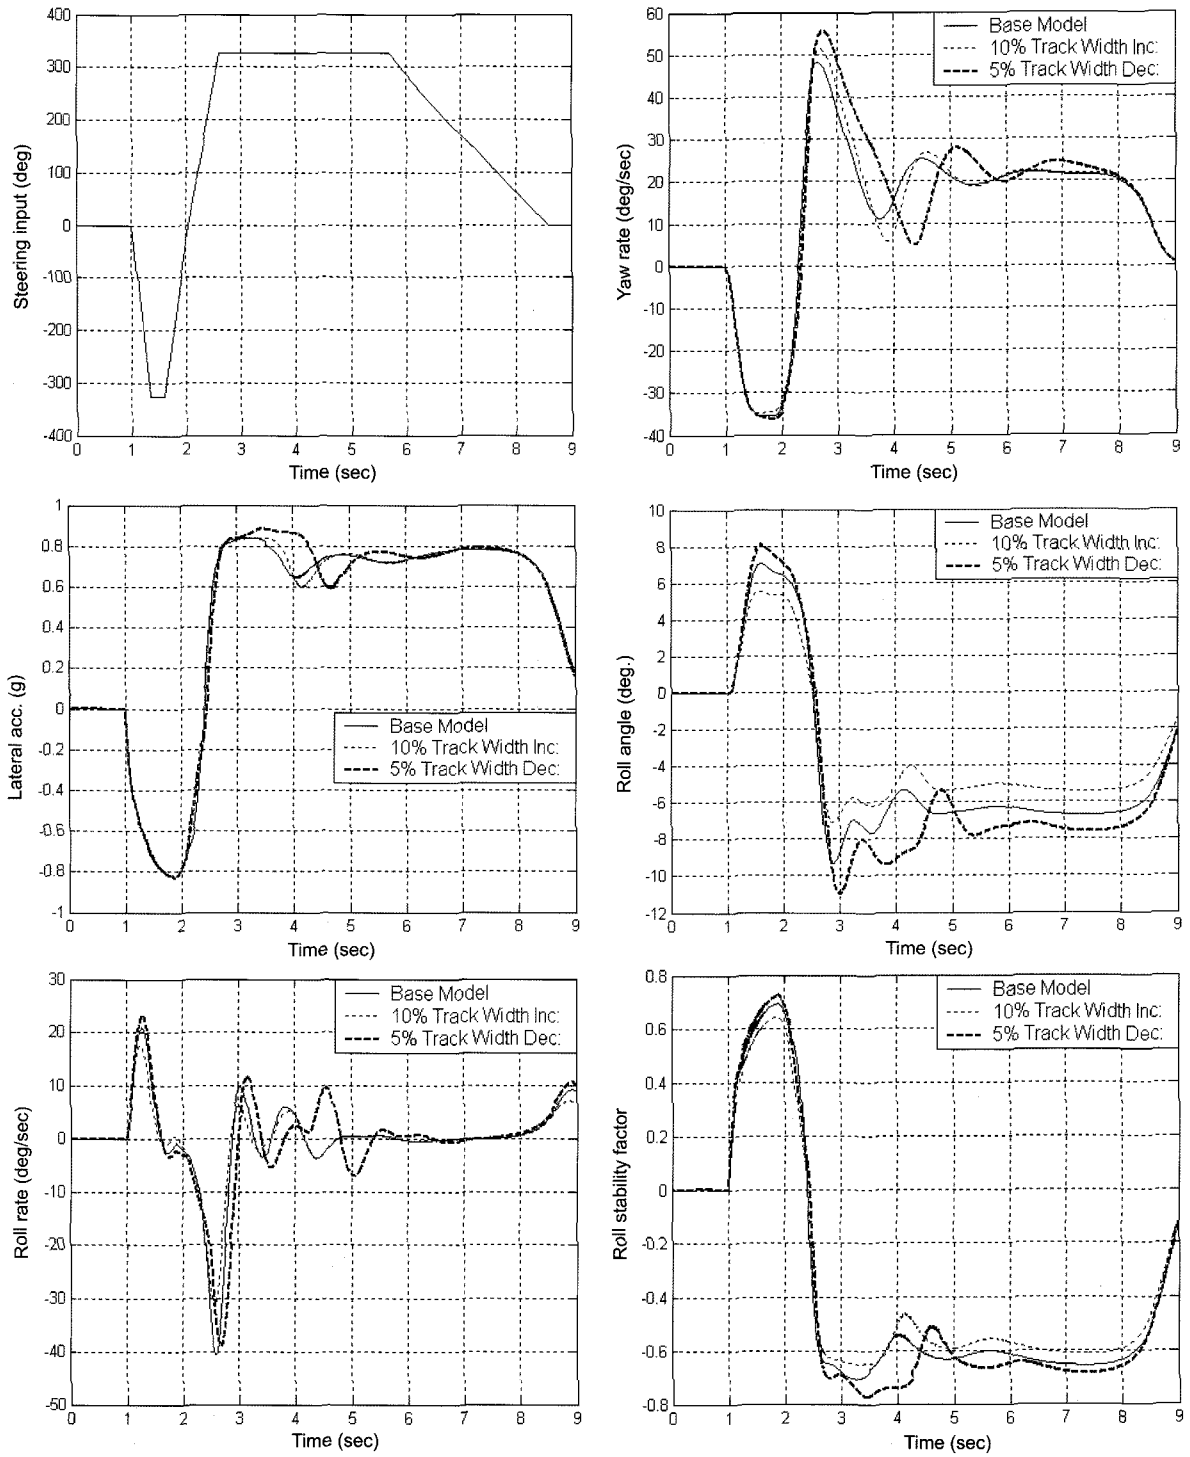 400
300
200
100
0
-100
-200
-300
-400
0 1 2 3 4 5 6 7 8 9
Steering input (deg)
Time (sec)
60
50
40
30
20
10
0
-10
-20
-30
-40
0 1 2 3 4 5 6 7 8 9
Yaw rate (deg/sec)
Time (sec)
Base Model
10% Track Width Inc:
5% Track Width Dec:
1
0.8
0.6
0.4
0.2
0
-0.2
-0.4
-0.6
-0.8
-1
0 1 2 3 4 5 6 7 8 9
Lateral acc. (g)
Time (sec)
Base Model
10% Track Width Inc:
5% Track Width Dec:
10
8
6
4
2
0
-2
-4
-6
-8
-10
-12
0 1 2 3 4 5 6 7 8 9
Roll angle (deg.)
Time (sec)
Base Model
10% Track Width Inc:
5% Track Width Dec:
30
20
10
0
-10
-20
-30
-40
-50
0 1 2 3 4 5 6 7 8 9
Roll rate (deg/sec)
Time (sec)
Base Model
10% Track Width Inc:
5% Track Width Dec:
0.8
0.6
0.4
0.2
0
-0.2
-0.4
-0.6
-0.8
0 1 2 3 4 5 6 7 8 9
Roll stability factor
Time (sec)
Base Model
10% Track Width Inc:
5% Track Width Dec: